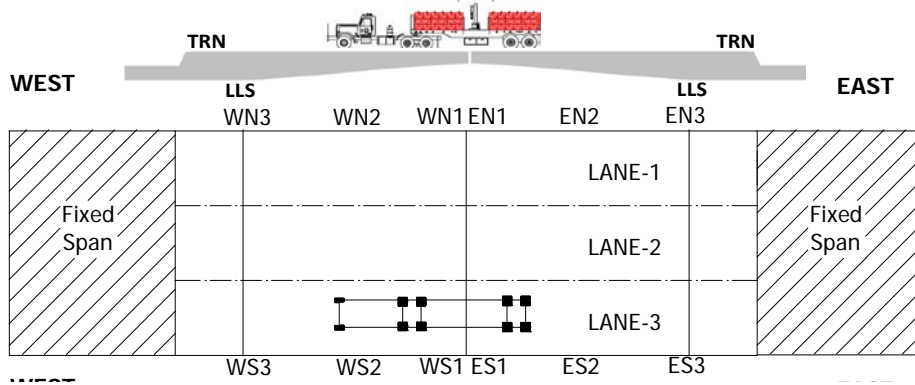 TRN TRN
WEST EAST
LLS LLS
WN3 WN2 WN1 EN1 EN2 EN3
LANE-1
Fixed Span
LANE-2
Fixed Span
LANE-3
WS3 WS2 WS1 ES1 ES2 ES3